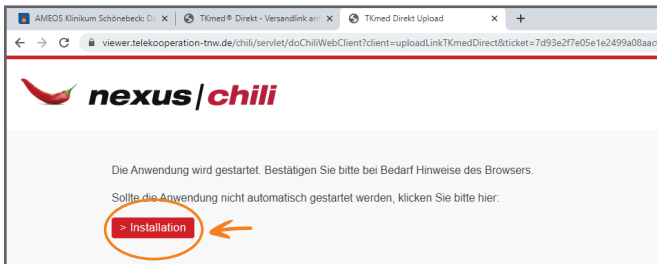 AMEOS Klinikum Schönebeck: Da
TKmed® Direkt - Versandlink anf
TKmed Direkt Upload
viewer.telekooperation-tnw.de/chili/servlet/doChiliWebClient?client=uploadLinkTKmedDirect&ticket=7d93e2f7e05e1e2499a08aad
nexus/chili
Die Anwendung wird gestartet. Bestätigen Sie bitte bei Bedarf Hinweise des Browsers.
Sollte die Anwendung nicht automatisch gestartet werden, klicken Sie bitte hier:
> Installation